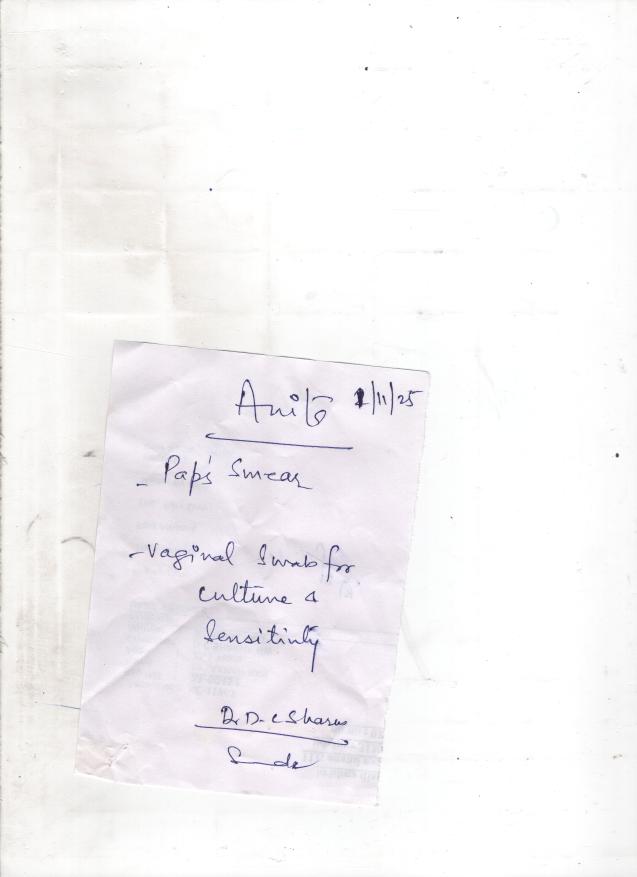 Anita 1/11/25
- Pap's Smear
- Vaginal Swab for
culture &
Sensitivity
Dr D. C Sharma